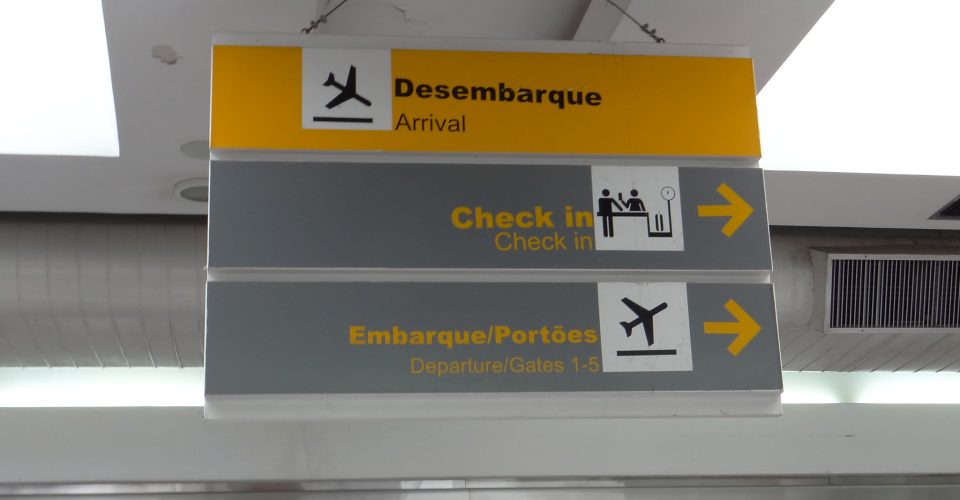 Desembarque
Arrival
Check in
Check in
Embarque/Portões
Departure/Gates 1-5